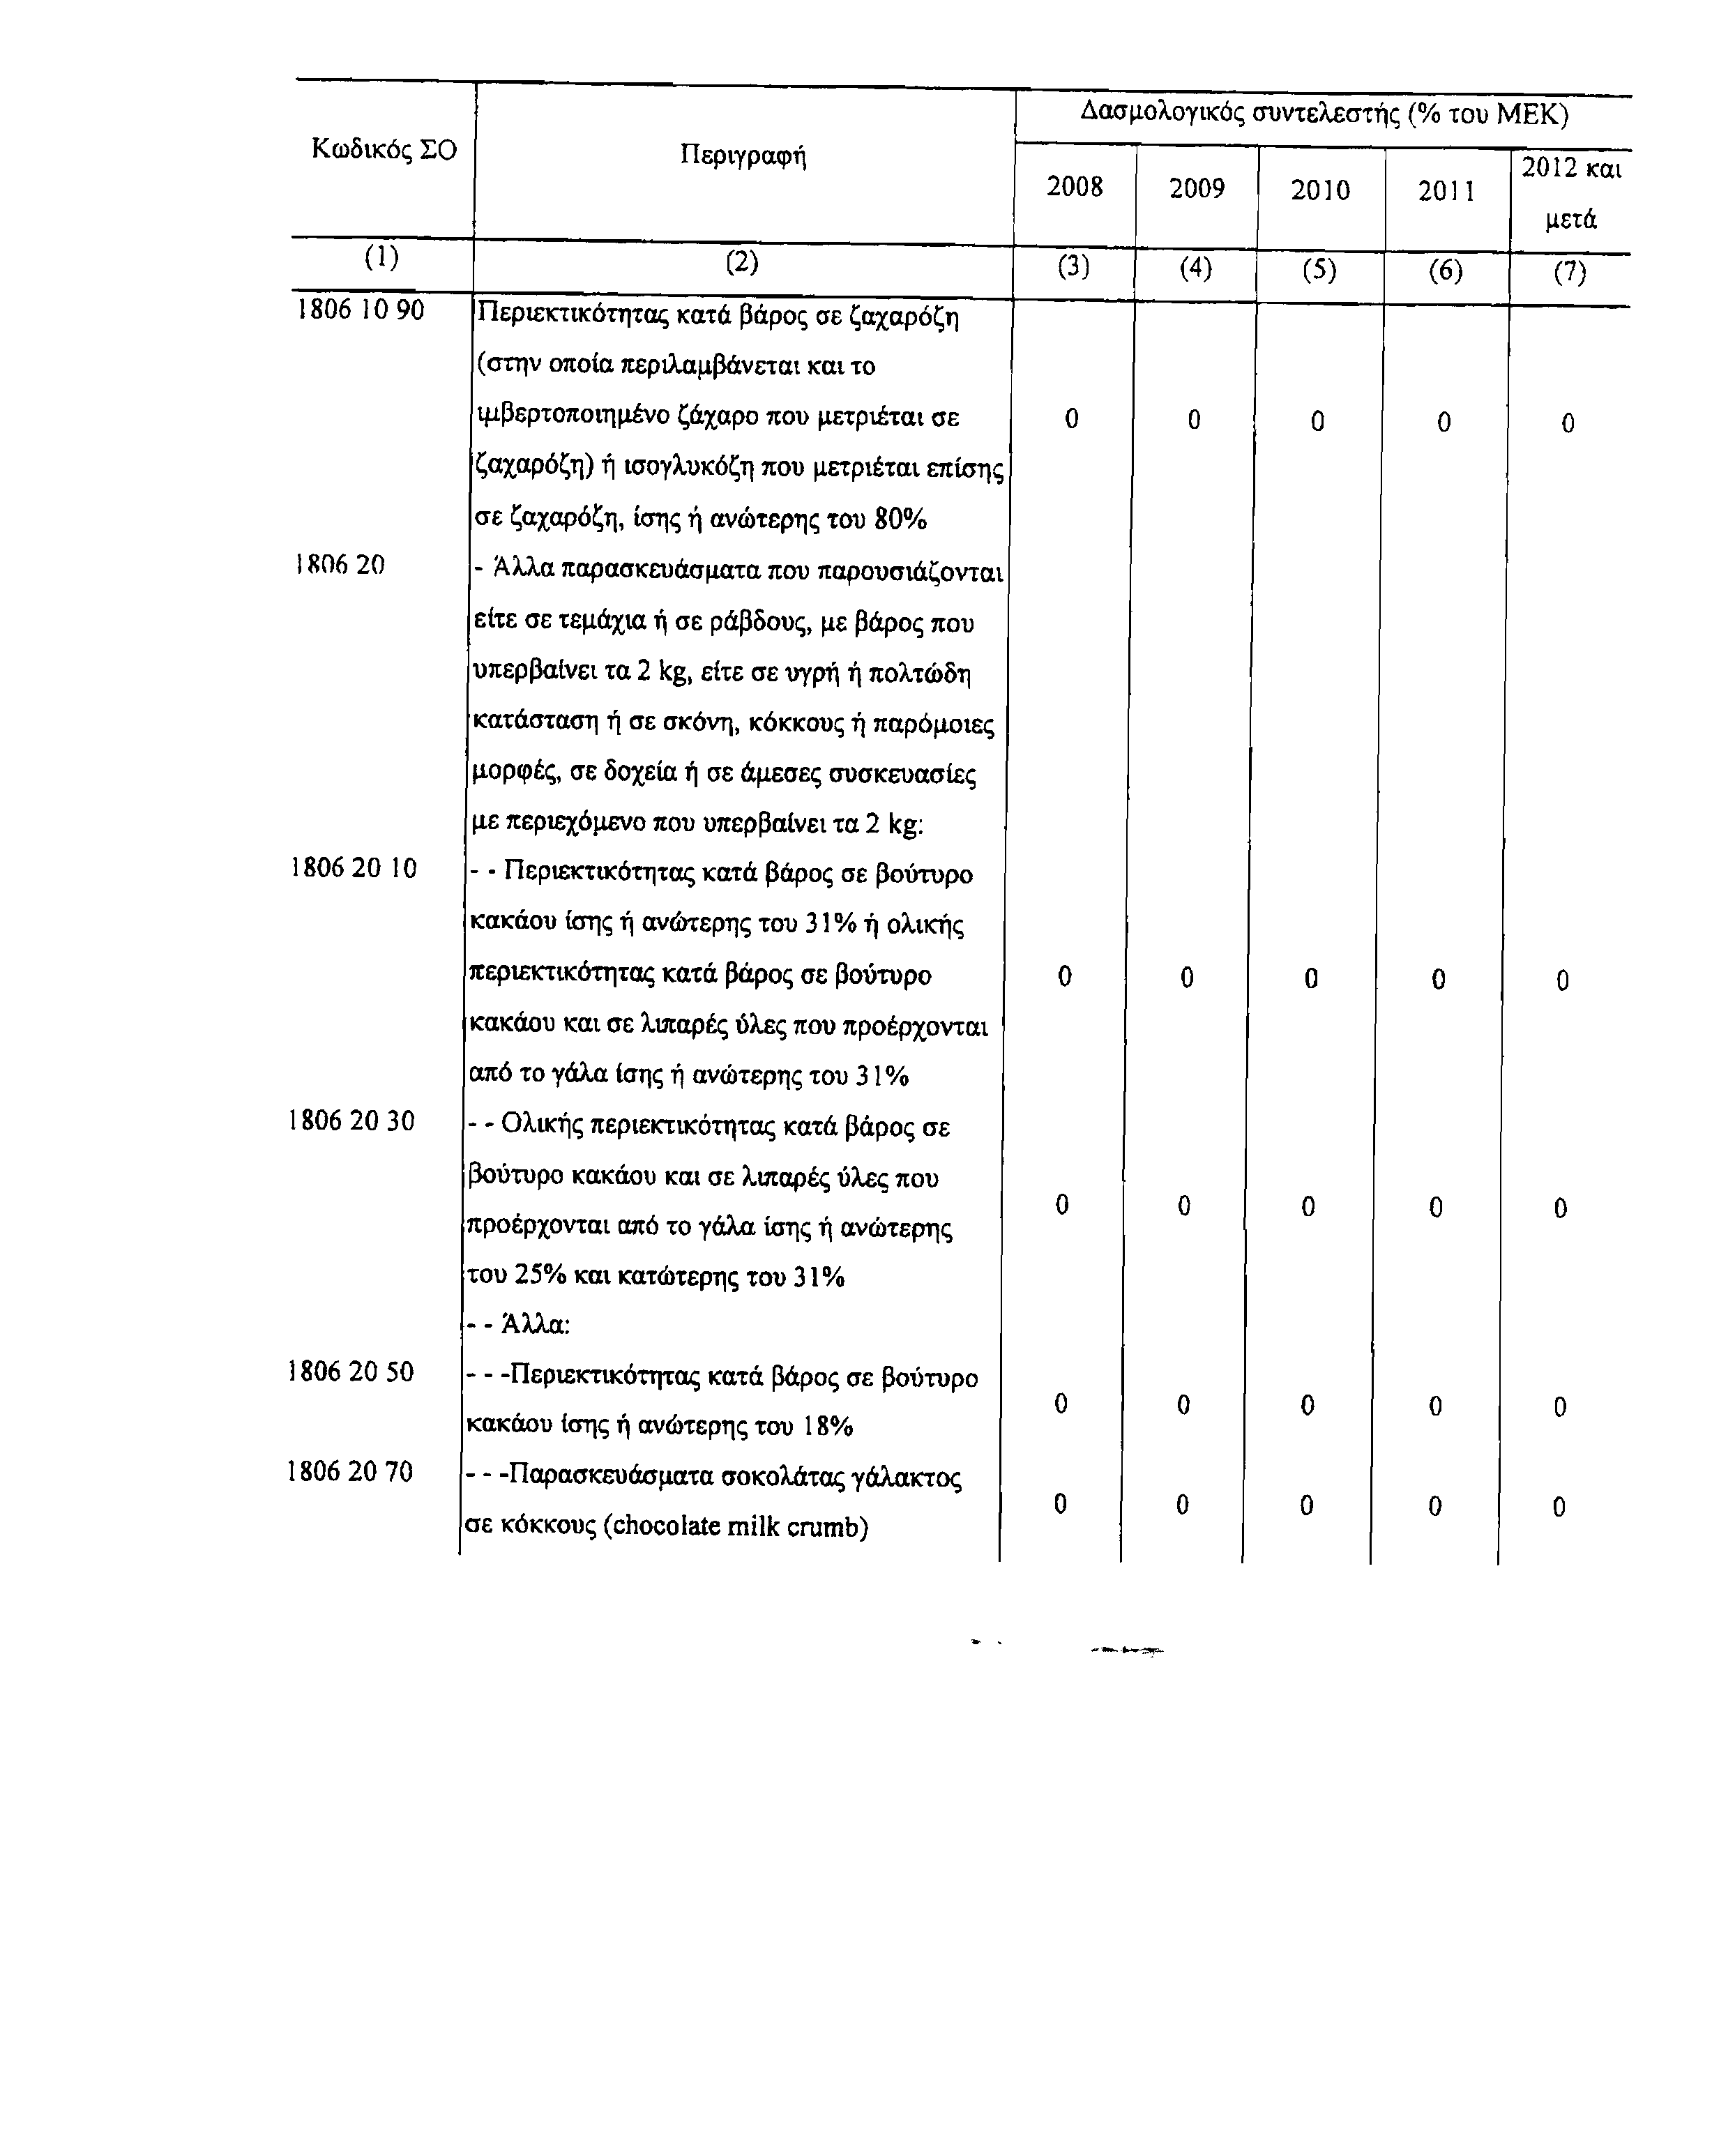 Δασμολογικός συντελεστής (% του ΜΕΚ)
Κωδικός ΣΟ Περιγραφή
2008 2009 2010 2011 2012 και
μετά
(1) (2) (3) (4) (5) (6) (7)
1806 10 90 Περιεκτικότητας κατά βάρος σε ζαχαρόζη
(στην οποία περιλαμβάνεται και το
ιμβερτοποιημένο ζάχαρο που μετριέται σε 0 0 0 0 0
ζαχαρόζη) ή ισογλυκόζη που μετριέται επίσης
σε ζαχαρόζη, ίσης ή ανώτερης του 80%
1806 20 - Άλλα παρασκευάσματα που παρουσιάζονται
είτε σε τεμάχια ή σε ράβδους, με βάρος που
υπερβαίνει τα 2 kg, είτε σε υγρή ή πολτώδη
κατάσταση ή σε σκόνη, κόκκους ή παρόμοιες
μορφές, σε δοχεία ή σε άμεσες συσκευασίες
με περιεχόμενο που υπερβαίνει τα 2 kg:
1806 20 10 - - Περιεκτικότητας κατά βάρος σε βούτυρο
κακάου ίσης ή ανώτερης του 31% ή ολικής
περιεκτικότητας κατά βάρος σε βούτυρο 0 0 0 0 0
κακάου και σε λιπαρές ύλες που προέρχονται
από το γάλα ίσης ή ανώτερης του 31%
1806 20 30 - - Ολικής περιεκτικότητας κατά βάρος σε
βούτυρο κακάου και σε λιπαρές ύλες που
0 0 0 0 0
προέρχονται από το γάλα ίσης ή ανώτερης
του 25% και κατώτερης του 31%
- - Άλλα:
1806 20 50 - - -Περιεκτικότητας κατά βάρος σε βούτυρο
0 0 0 0 0
κακάου ίσης ή ανώτερης του 18%
1806 20 70 - - -Παρασκευάσματα σοκολάτας γάλακτος
0 0 0 0 0
σε κόκκους (chocolate milk crumb)